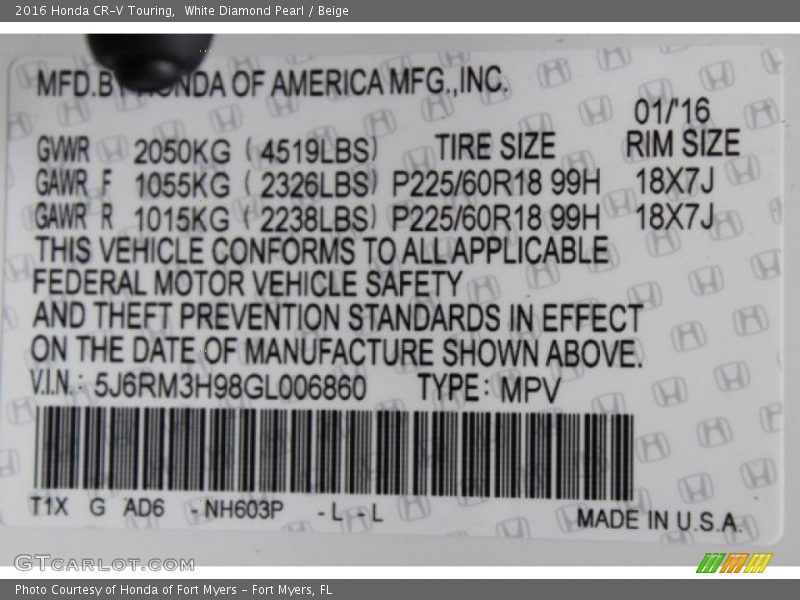 2016 Honda CR-V Touring, White Diamond Pearl / Beige
MFD.BY HONDA OF AMERICA MFG.,INC.
01/'16
GVWR 2050KG (4519LBS) TIRE SIZE RIM SIZE
GAWR F 1055KG (2326LBS) P225/60R18 99H 18X7J
GAWR R 1015KG (2238LBS) P225/60R18 99H 18X7J
THIS VEHICLE CONFORMS TO ALL APPLICABLE
FEDERAL MOTOR VEHICLE SAFETY
AND THEFT PREVENTION STANDARDS IN EFFECT
ON THE DATE OF MANUFACTURE SHOWN ABOVE.
V.I.N.: 5J6RM3H98GL006860 TYPE: MPV
T1X G AD6 -NH603P -L-L
MADE IN U.S.A.
GTCARLOT.COM
Photo Courtesy of Honda of Fort Myers - Fort Myers, FL